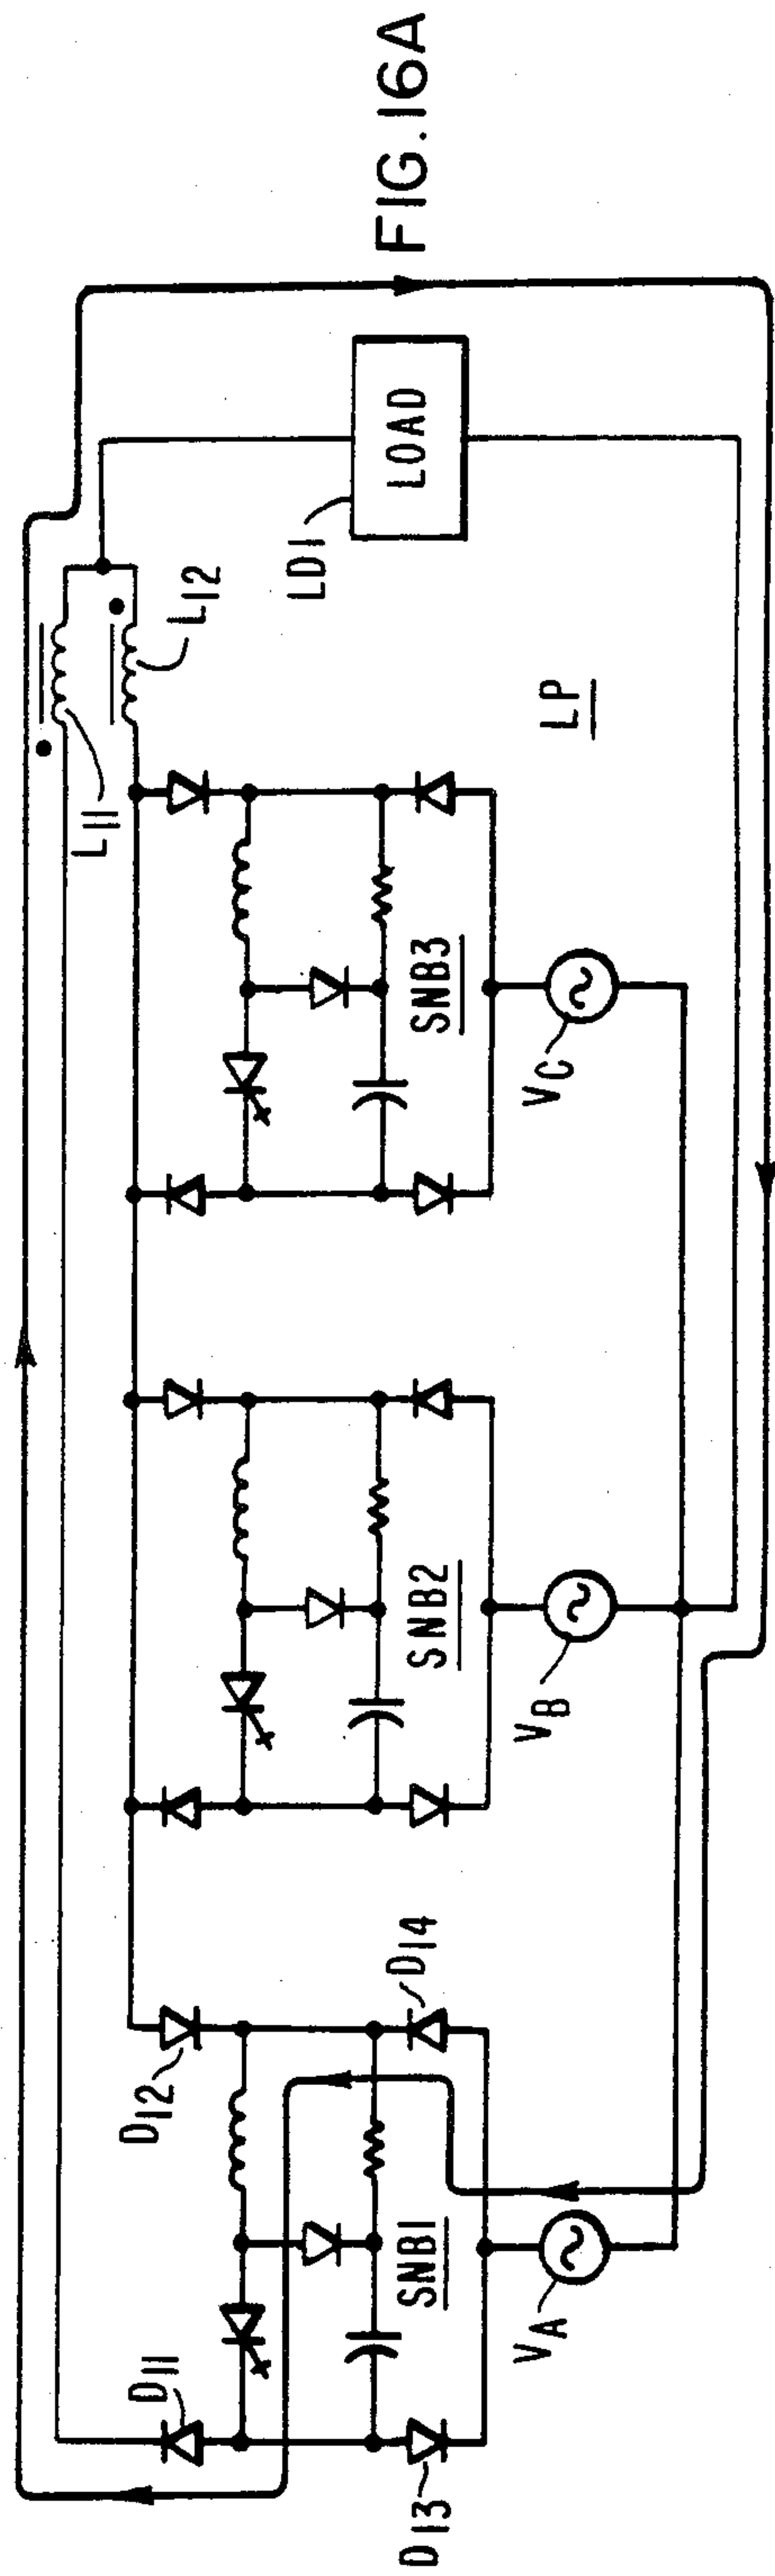 FIG. 16A
L11
L12
LD1
LOAD
LP
D11
D12
SNB1
D13
D14
SNB2
SNB3
VA
VB
VC